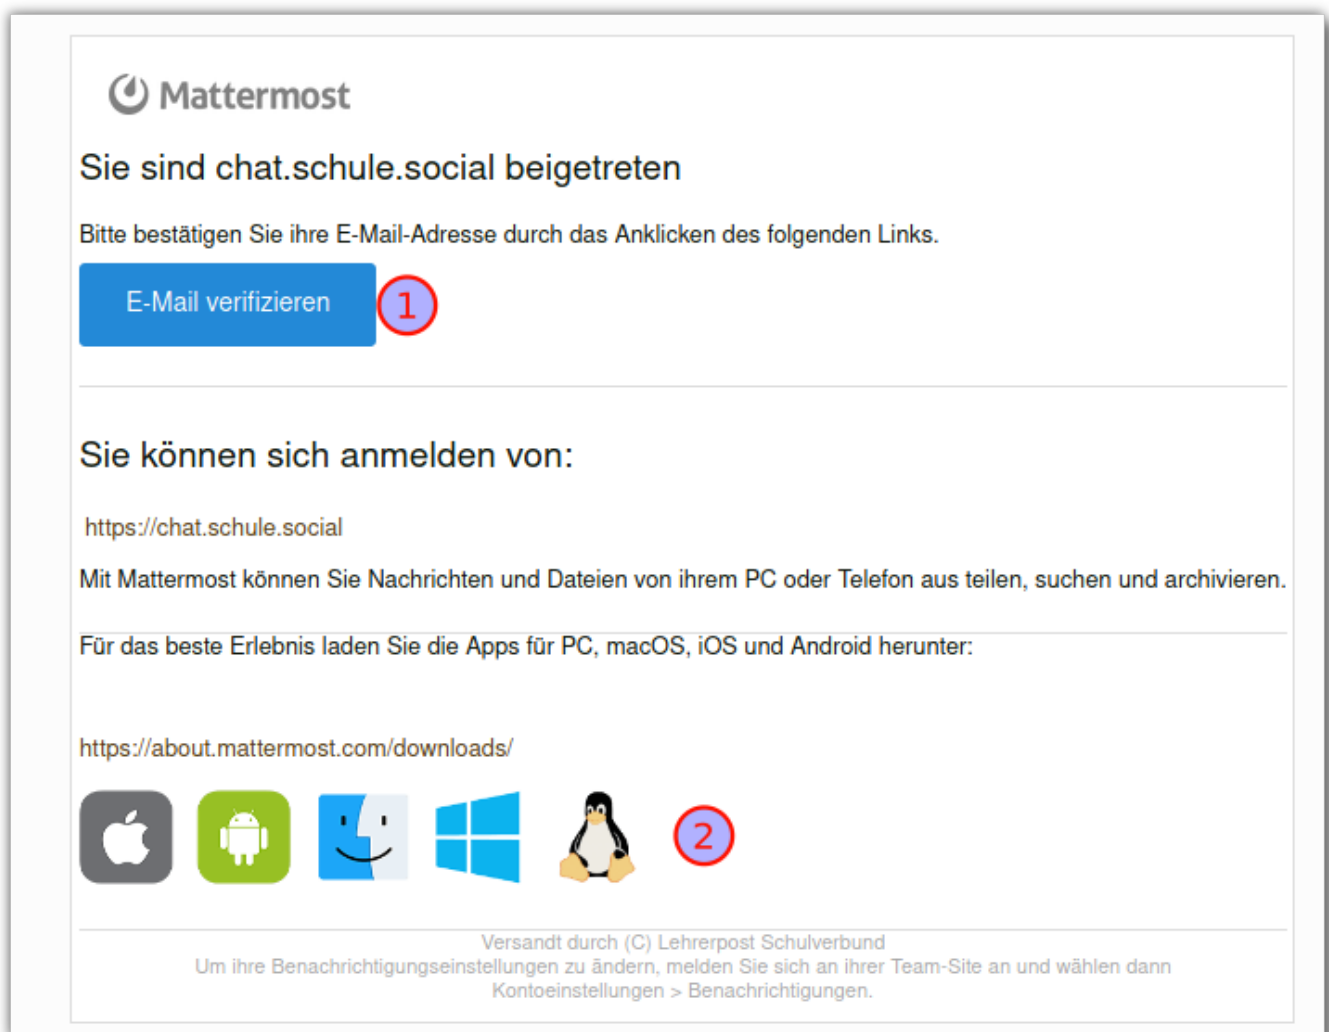 Mattermost
Sie sind chat.schule.social beigetreten
Bitte bestätigen Sie ihre E-Mail-Adresse durch das Anklicken des folgenden Links.
E-Mail verifizieren
1
Sie können sich anmelden von:
https://chat.schule.social
Mit Mattermost können Sie Nachrichten und Dateien von ihrem PC oder Telefon aus teilen, suchen und archivieren.
Für das beste Erlebnis laden Sie die Apps für PC, macOS, iOS und Android herunter:
https://about.mattermost.com/downloads/
2
Versandt durch (C) Lehrerpost Schulverbund
Um ihre Benachrichtigungseinstellungen zu ändern, melden Sie sich an ihrer Team-Site an und wählen dann
Kontoeinstellungen > Benachrichtigungen.